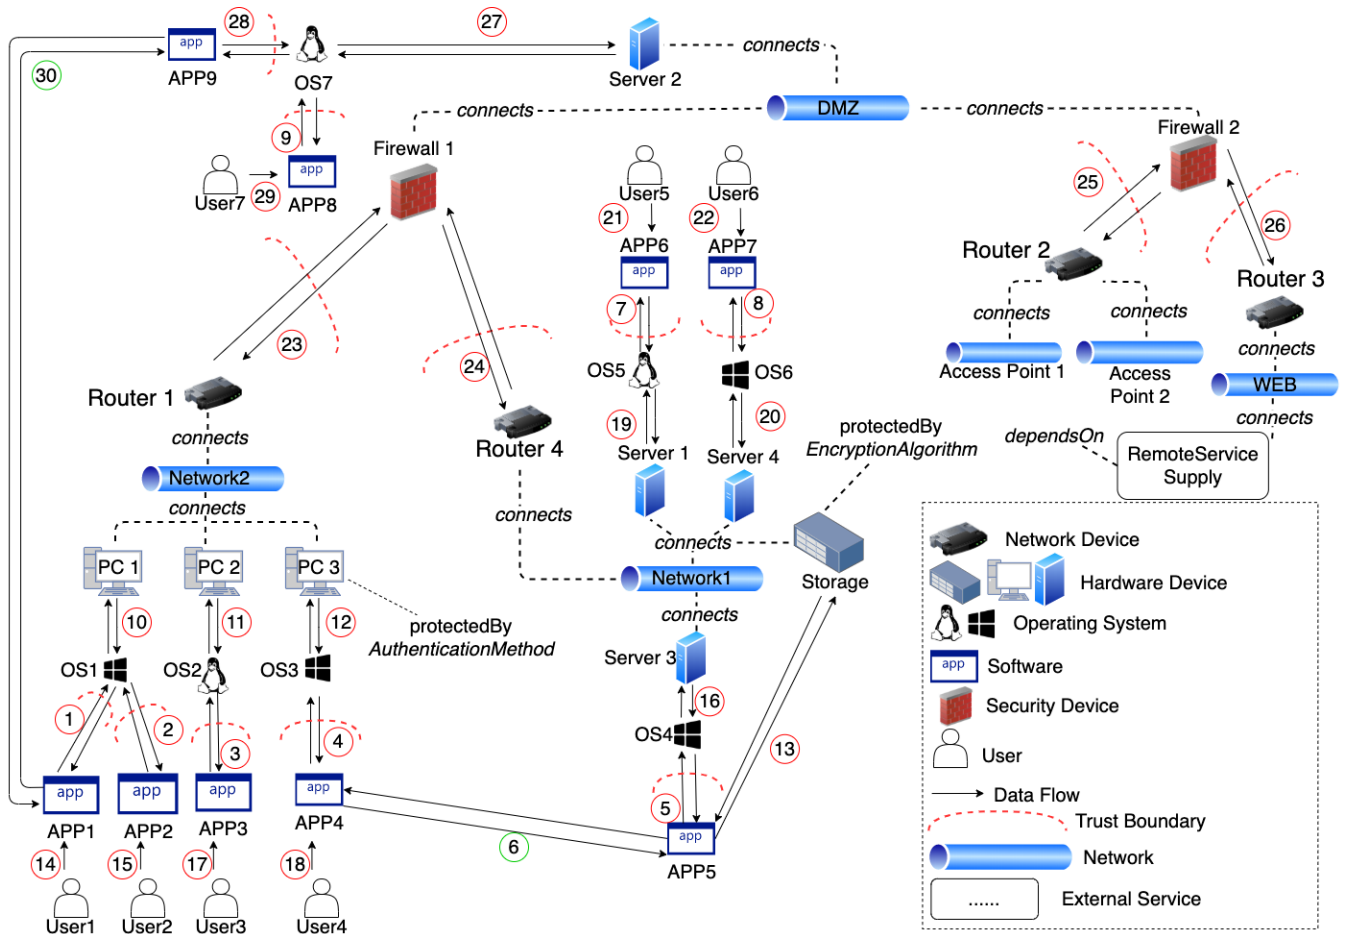 28
27
app
connects
30
APP9
OS7
Server 2
connects
DMZ
connects
9
Firewall 1
Firewall 2
app
User7
29
APP8
User5
User6
25
21
22
26
APP6
APP7
app
app
Router 2
Router 3
7
8
connects
connects
23
24
OS5
OS6
connects
Access Point 1
Access
Point 2
WEB
Router 1
connects
19
20
connects
protectedBy
EncryptionAlgorithm
dependsOn
Router 4
Server 1
Server 4
RemoteService
Supply
Network2
connects
connects
connects
Network Device
PC 1
PC 2
PC 3
Network1
Storage
Hardware Device
10
11
12
connects
protectedBy
AuthenticationMethod
Operating System
OS1
OS2
OS3
Server 3
app
Software
16
1
2
3
4
OS4
13
Security Device
User
app
app
app
app
5
Data Flow
APP1
APP2
APP3
APP4
6
app
Trust Boundary
14
15
17
18
APP5
Network
......
External Service
User1
User2
User3
User4